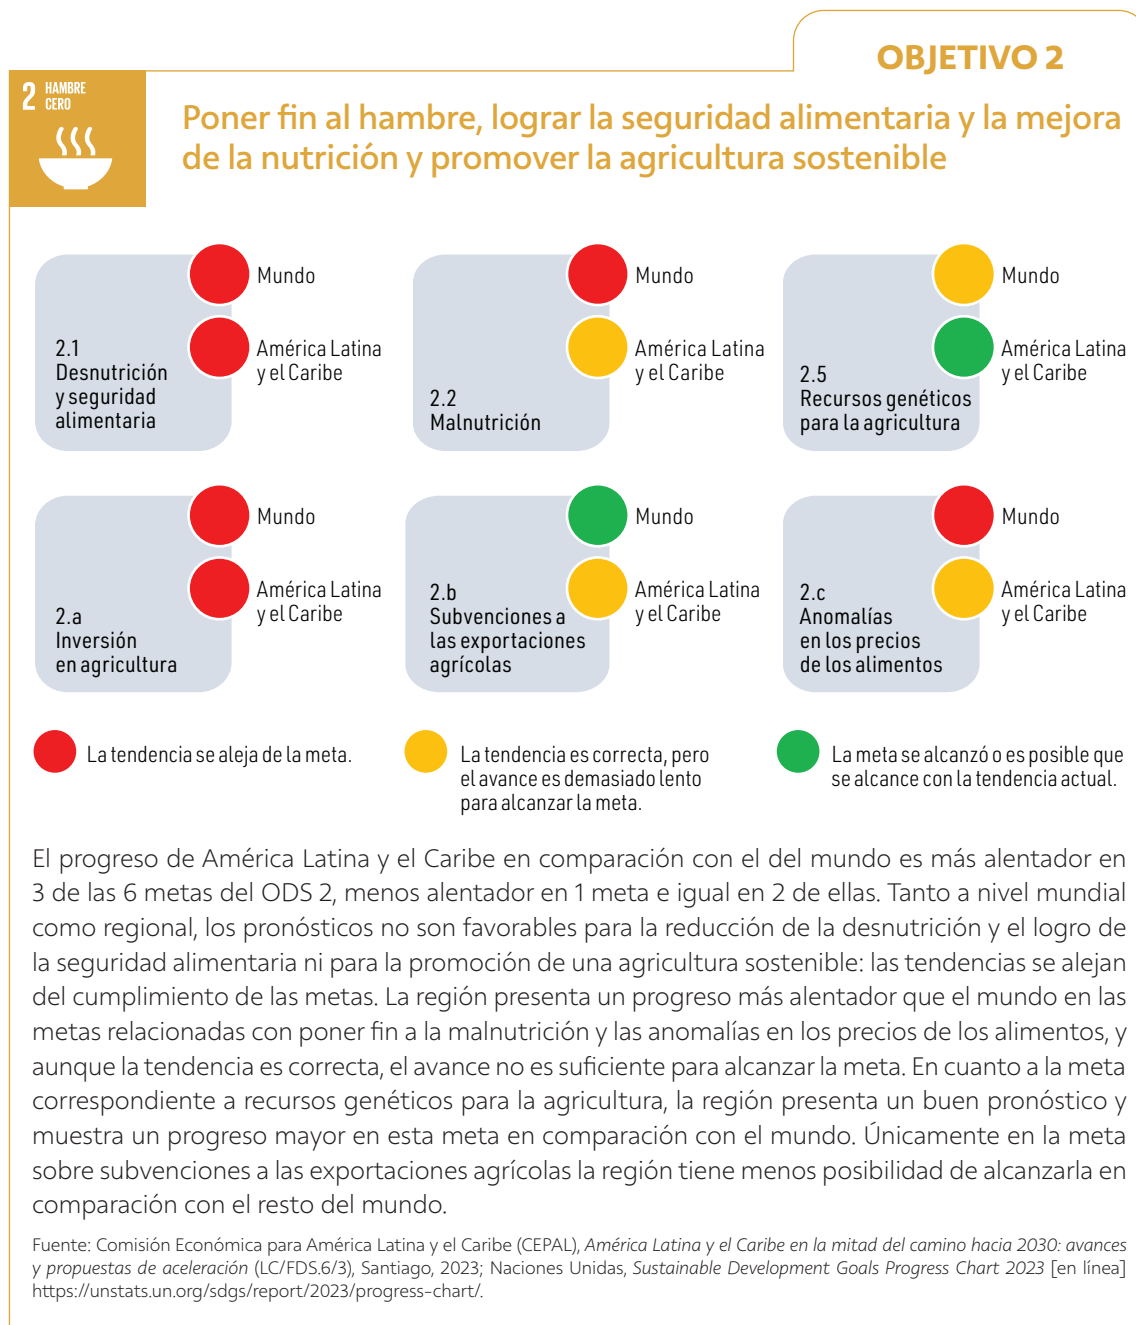 OBJETIVO 2
2 HAMBRE
CERO
Poner fin al hambre, lograr la seguridad alimentaria y la mejora
de la nutrición y promover la agricultura sostenible
Mundo
América Latina
y el Caribe
2.1
Desnutrición
y seguridad
alimentaria
Mundo
América Latina
y el Caribe
2.2
Malnutrición
Mundo
América Latina
y el Caribe
2.5
Recursos genéticos
para la agricultura
Mundo
América Latina
y el Caribe
2.a
Inversión
en agricultura
Mundo
América Latina
y el Caribe
2.b
Subvenciones a
las exportaciones
agrícolas
Mundo
América Latina
y el Caribe
2.c
Anomalías
en los precios
de los alimentos
La tendencia se aleja de la meta.
La tendencia es correcta, pero
el avance es demasiado lento
para alcanzar la meta.
La meta se alcanzó o es posible que
se alcance con la tendencia actual.
El progreso de América Latina y el Caribe en comparación con el del mundo es más alentador en
3 de las 6 metas del ODS 2, menos alentador en 1 meta e igual en 2 de ellas. Tanto a nivel mundial
como regional, los pronósticos no son favorables para la reducción de la desnutrición y el logro de
la seguridad alimentaria ni para la promoción de una agricultura sostenible: las tendencias se alejan
del cumplimiento de las metas. La región presenta un progreso más alentador que el mundo en las
metas relacionadas con poner fin a la malnutrición y las anomalías en los precios de los alimentos, y
aunque la tendencia es correcta, el avance no es suficiente para alcanzar la meta. En cuanto a la meta
correspondiente a recursos genéticos para la agricultura, la región presenta un buen pronóstico y
muestra un progreso mayor en esta meta en comparación con el mundo. Únicamente en la meta
sobre subvenciones a las exportaciones agrícolas la región tiene menos posibilidad de alcanzarla en
comparación con el resto del mundo.
Fuente: Comisión Económica para América Latina y el Caribe (CEPAL), América Latina y el Caribe en la mitad del camino hacia 2030: avances
y propuestas de aceleración (LC/FDS.6/3), Santiago, 2023; Naciones Unidas, Sustainable Development Goals Progress Chart 2023 [en línea]
https://unstats.un.org/sdgs/report/2023/progress-chart/.